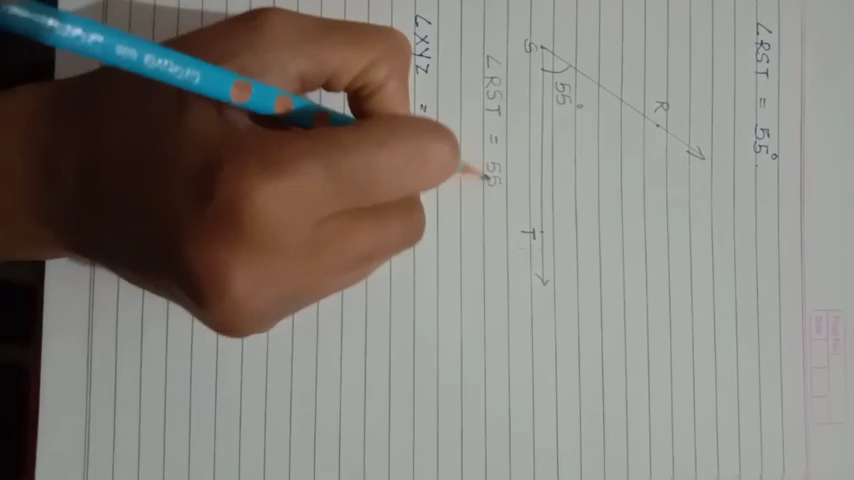 ∠RST = 55°.
R
55°
S
T
∠RST = 55
∠XYZ =